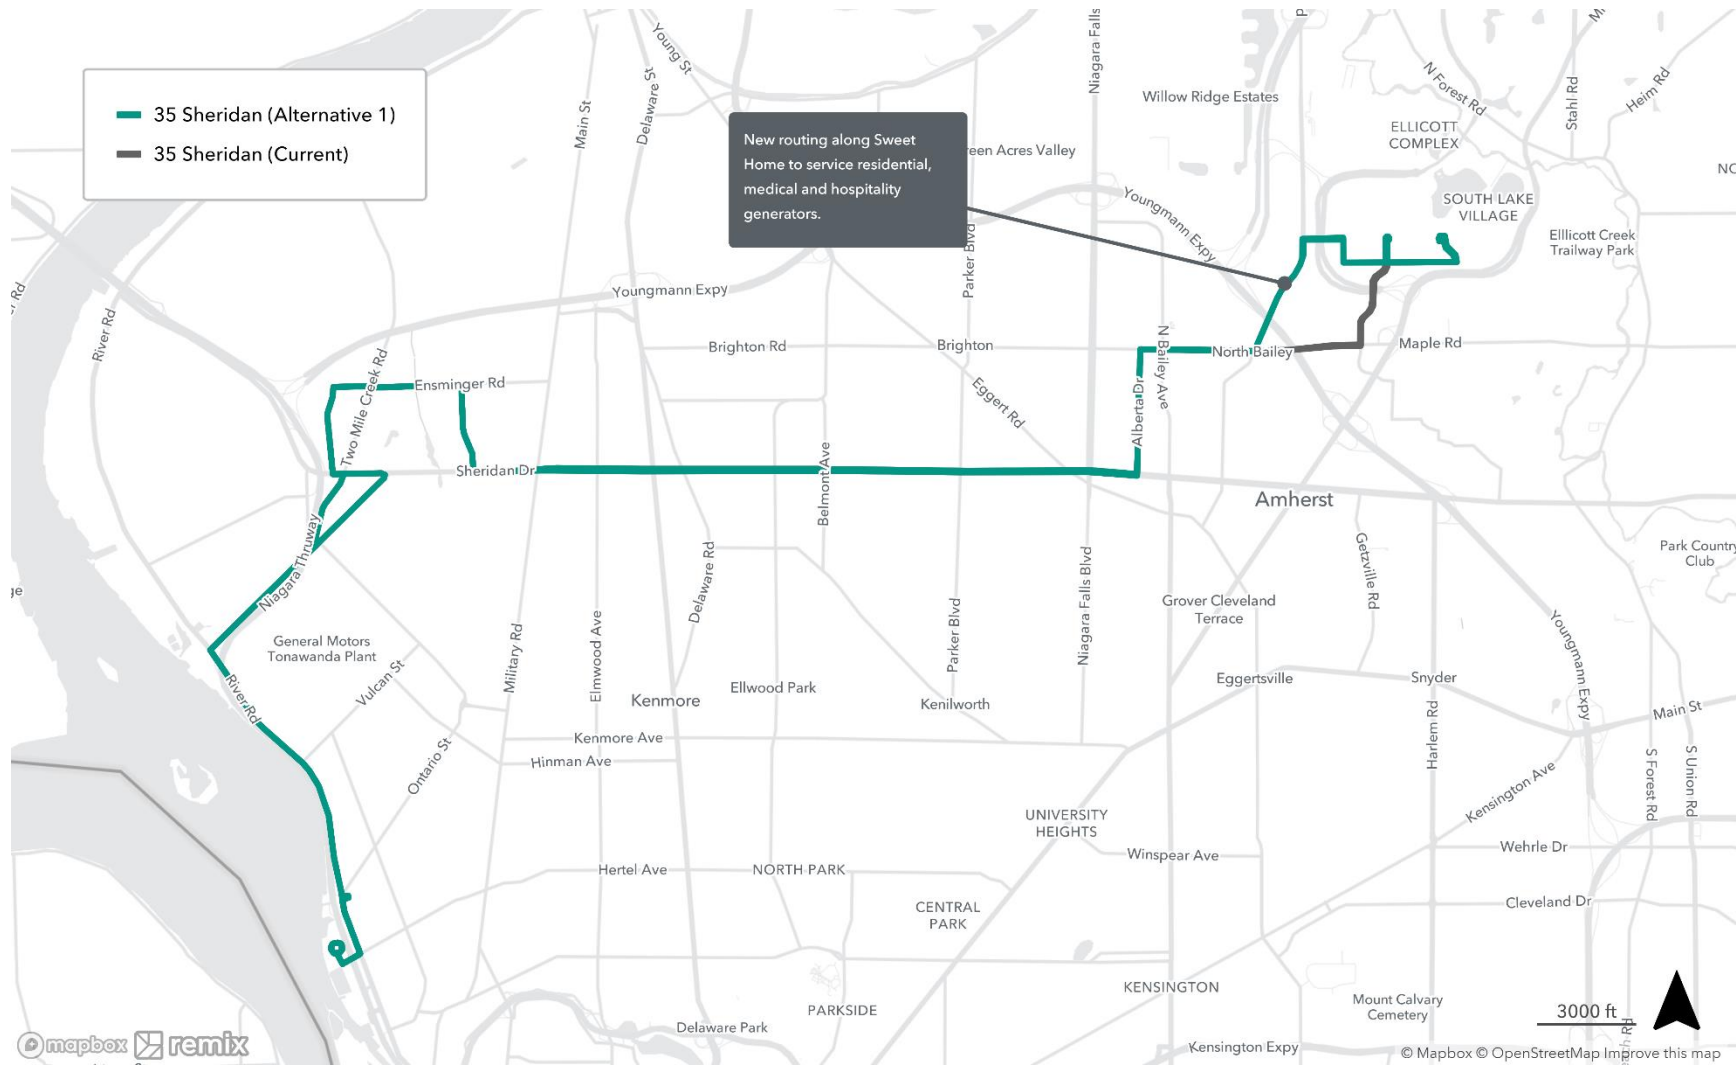 35 Sheridan (Alternative 1)
35 Sheridan (Current)
New routing along Sweet
Home to service residential,
medical and hospitality
generators.
Young St
Delaware St
Main St
Niagara Falls
Willow Ridge Estates
N Forest Rd
Stahl Rd
Heim Rd
ELLICOTT
COMPLEX
reen Acres Valley
Youngmann Expy
SOUTH LAKE
VILLAGE
Elllicott Creek
Trailway Park
Parker Blvd
River Rd
Youngmann Expy
Brighton Rd
Brighton
North Bailey
Maple Rd
N Bailey Ave
Alberta Dr
Eggert Rd
Two Mile Creek Rd
Ensminger Rd
Sheridan Dr
Belmont Ave
Amherst
Niagara Thruway
Delaware Rd
Niagara Falls Blvd
Getzville Rd
Park Country
Club
ge
Grover Cleveland
Terrace
General Motors
Tonawanda Plant
Vulcan St
Military Rd
Elmwood Ave
Parker Blvd
Youngmann Expy
River Rd
Kenmore
Ellwood Park
Kenilworth
Eggertsville
Snyder
Main St
Harlem Rd
Kenmore Ave
Hinman Ave
Ontario St
Kensington Ave
S Forest Rd
S Union Rd
UNIVERSITY
HEIGHTS
Winspear Ave
Wehrle Dr
Hertel Ave
NORTH PARK
CENTRAL
PARK
Cleveland Dr
KENSINGTON
PARKSIDE
Mount Calvary
Cemetery
Delaware Park
3000 ft
Kensington Expy
mapbox
remix
© Mapbox © OpenStreetMap Improve this map